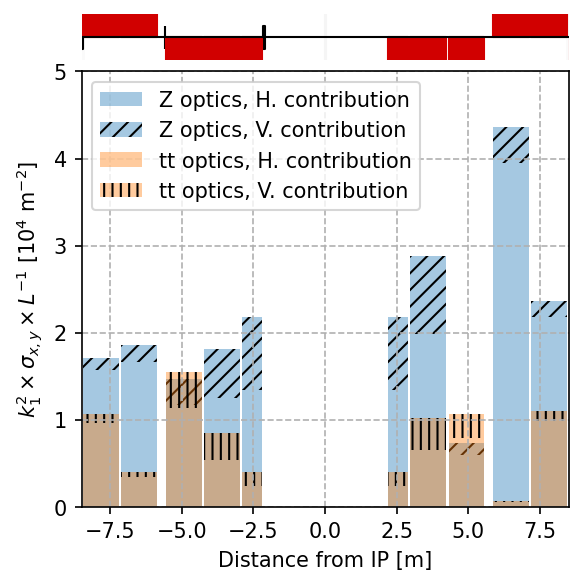 5
4
3
2
1
0
k₁² × σₓ,ᵧ × L⁻¹ [10⁴ m⁻²]
Z optics, H. contribution
Z optics, V. contribution
tt optics, H. contribution
tt optics, V. contribution
−7.5 −5.0 −2.5 0.0 2.5 5.0 7.5
Distance from IP [m]